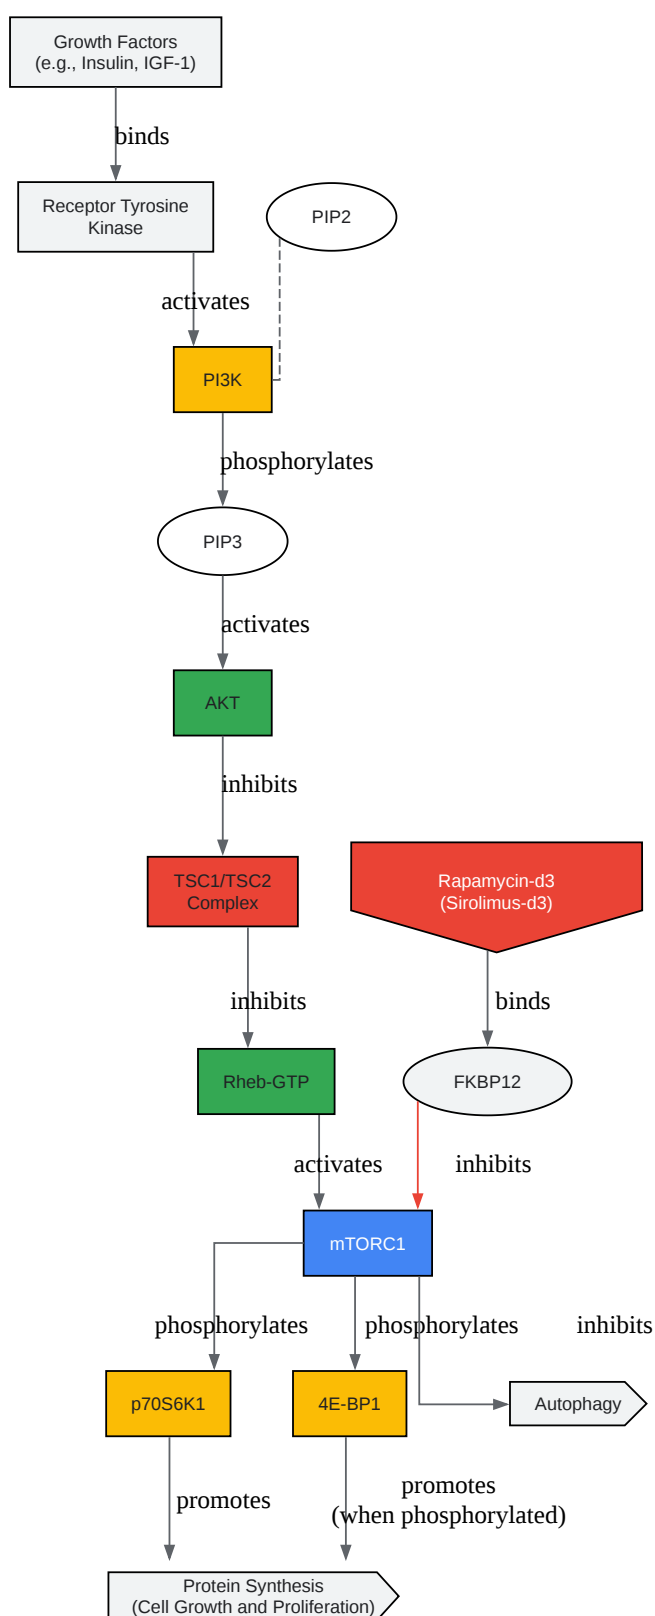 Growth Factors
(e.g., Insulin, IGF-1)
binds
Receptor Tyrosine
Kinase
PIP2
activates
PI3K
phosphorylates
PIP3
activates
AKT
inhibits
TSC1/TSC2
Complex
Rapamycin-d3
(Sirolimus-d3)
inhibits
binds
Rheb-GTP
FKBP12
activates
inhibits
mTORC1
phosphorylates
phosphorylates
inhibits
p70S6K1
4E-BP1
Autophagy
promotes
promotes
(when phosphorylated)
Protein Synthesis
(Cell Growth and Proliferation)